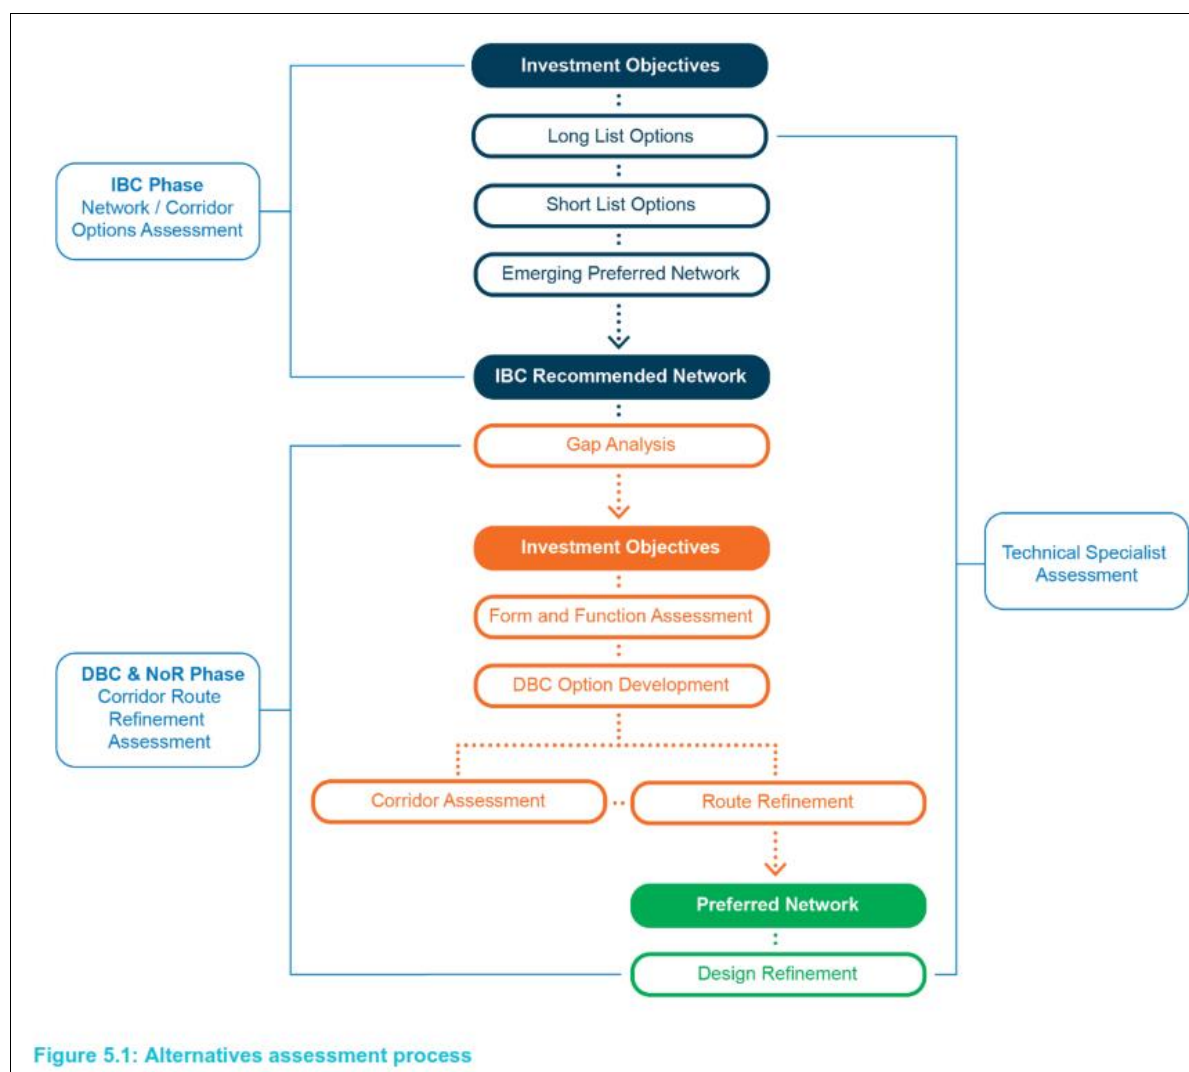 Investment Objectives
Long List Options
IBC Phase
Network / Corridor
Options Assessment
Short List Options
Emerging Preferred Network
IBC Recommended Network
Gap Analysis
Investment Objectives
Technical Specialist
Assessment
Form and Function Assessment
DBC & NoR Phase
Corridor Route
Refinement
Assessment
DBC Option Development
Corridor Assessment
Route Refinement
Preferred Network
Design Refinement
Figure 5.1: Alternatives assessment process